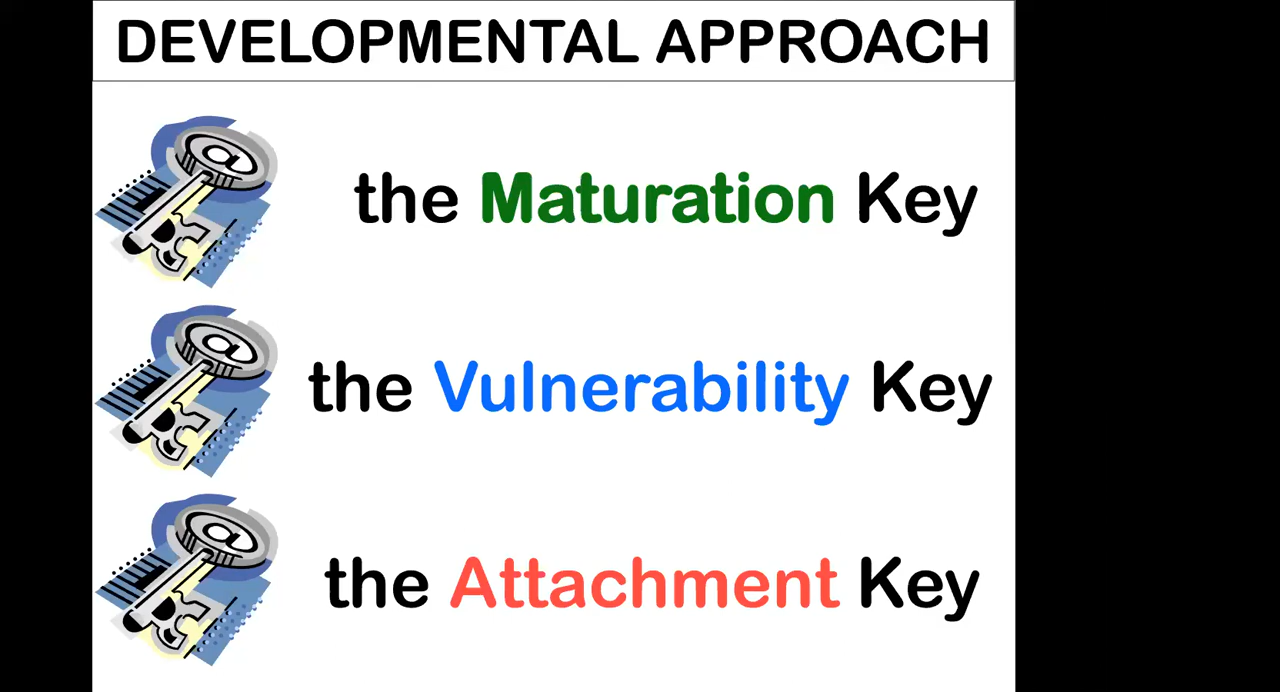 DEVELOPMENTAL APPROACH
the Maturation Key
the Vulnerability Key
the Attachment Key